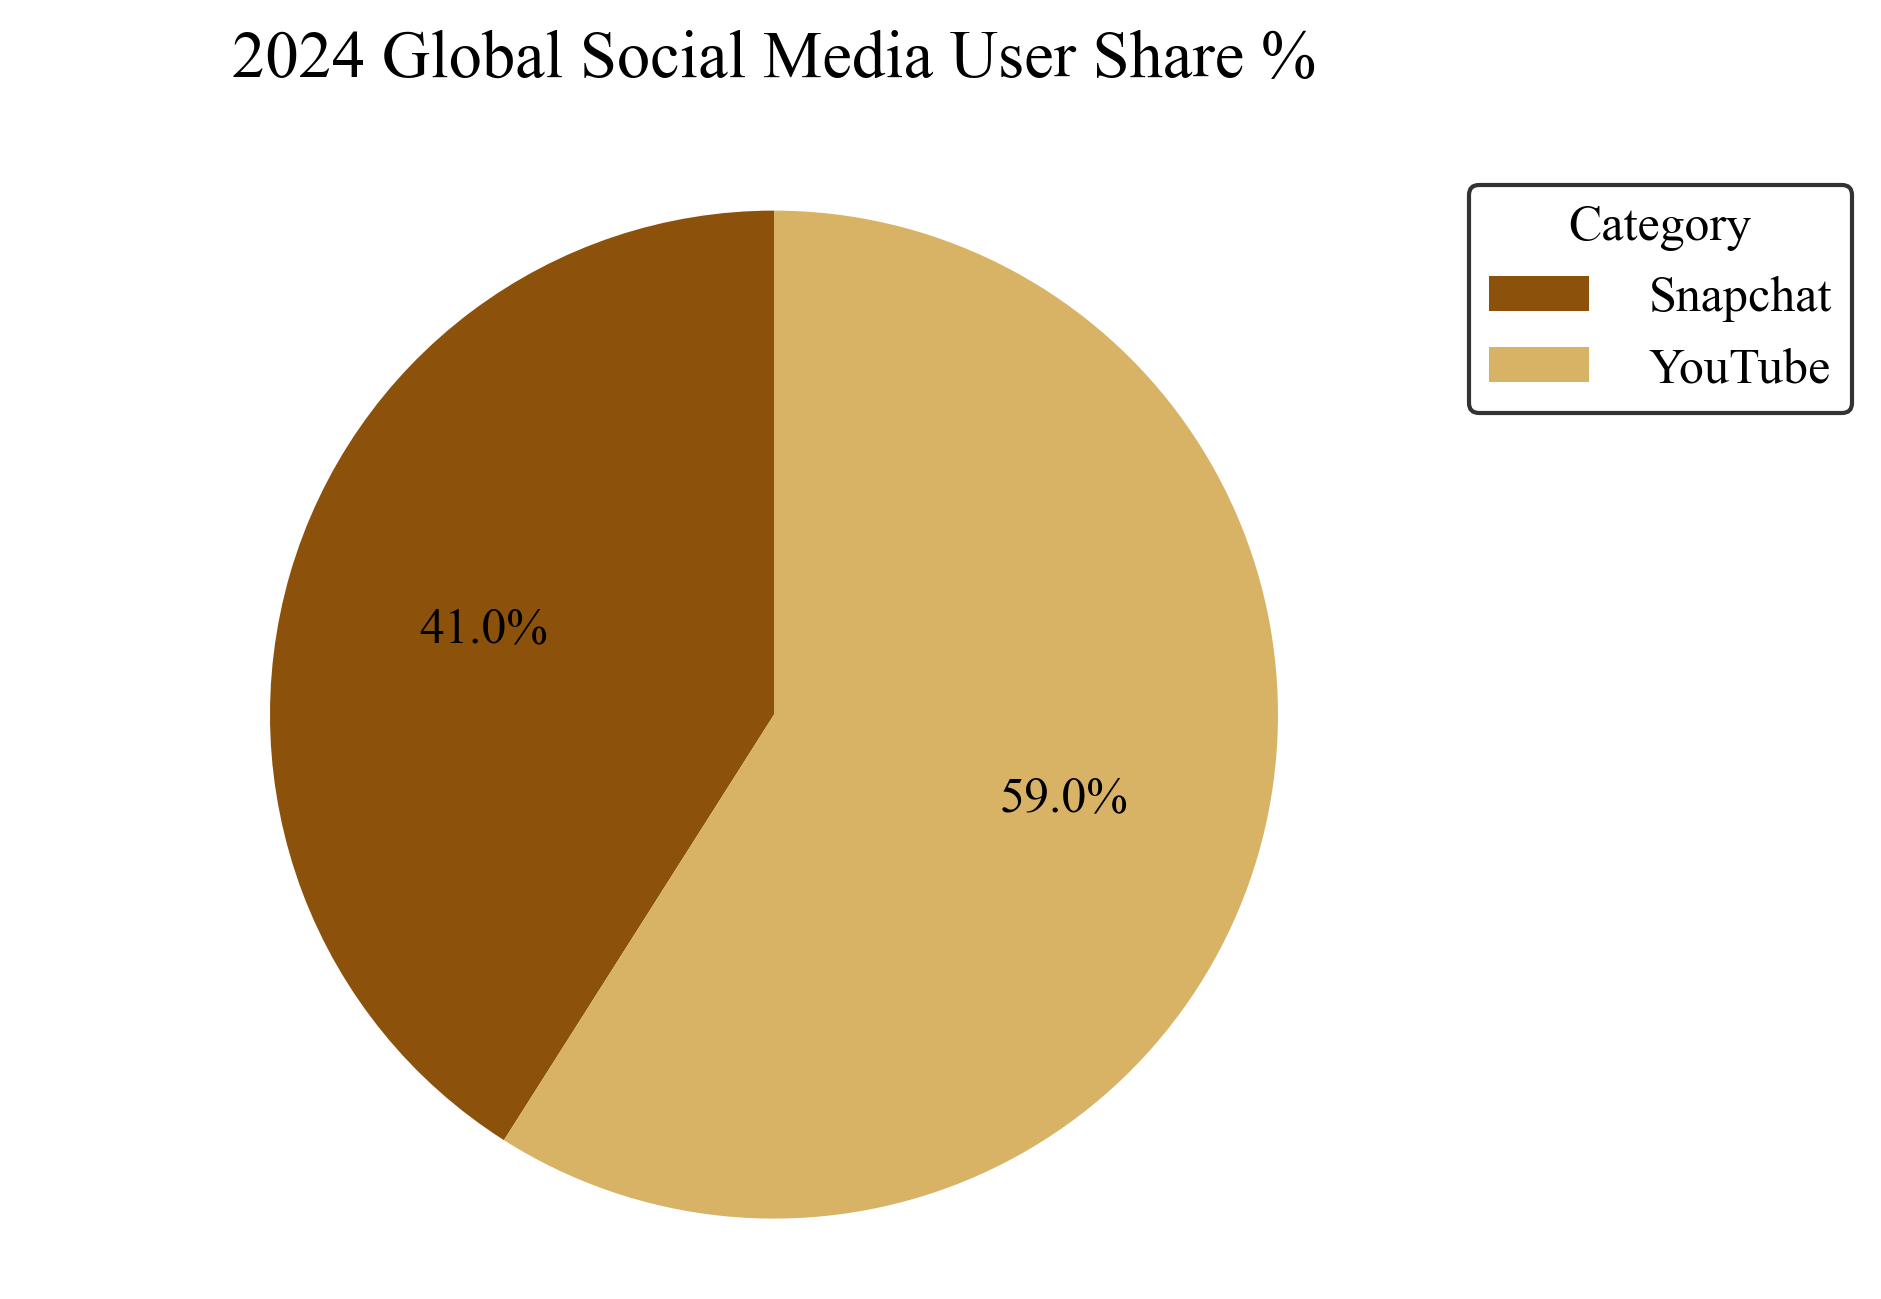 2024 Global Social Media User Share %
Category
Snapchat
YouTube
41.0%
59.0%